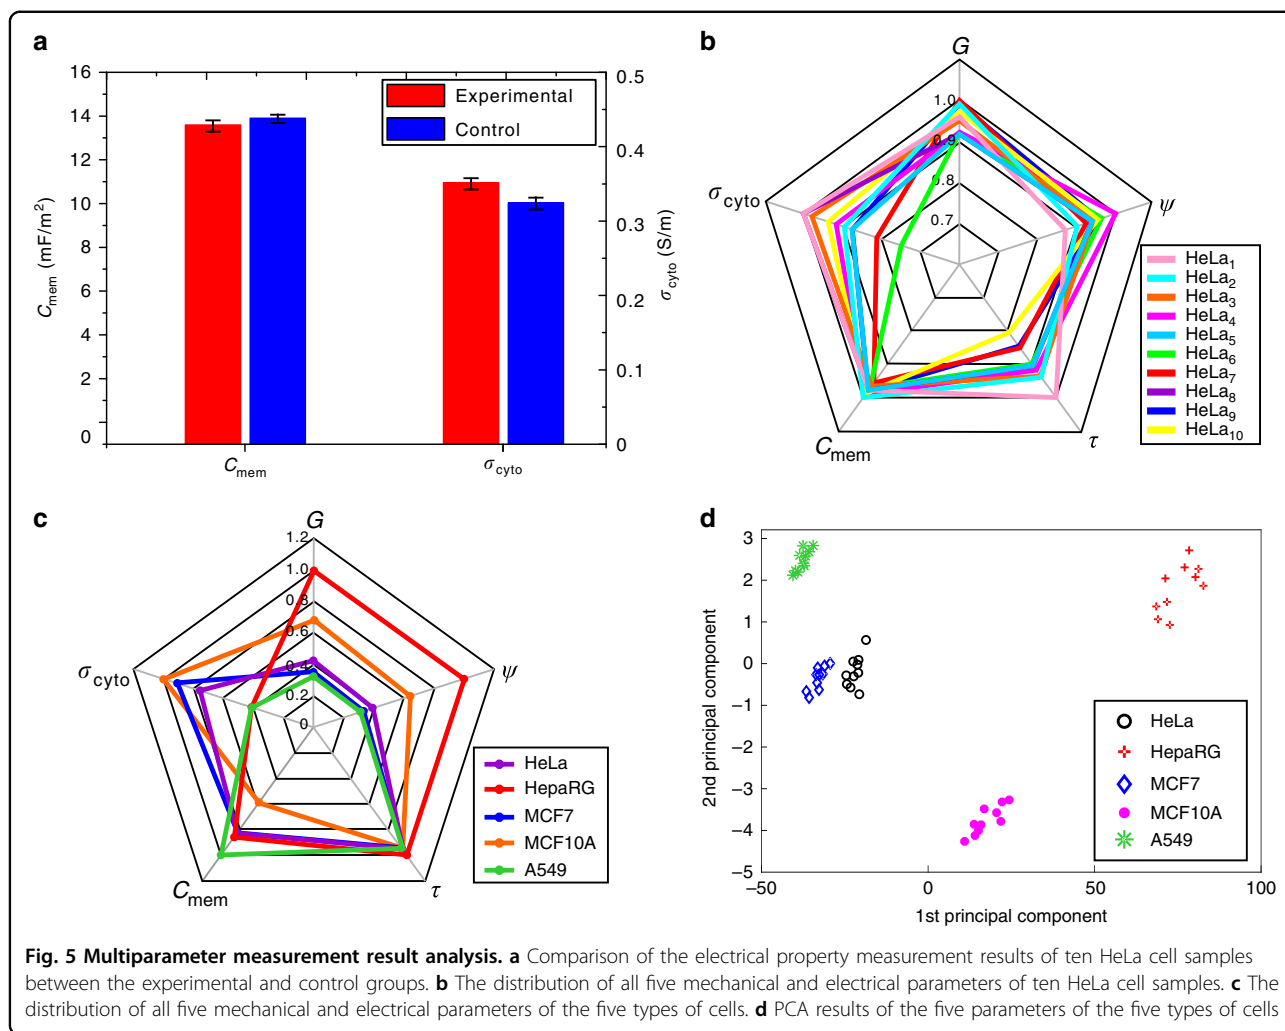 a
16
14
12
10
8
6
4
2
0
C_mem (mF/m²)
0.5
0.4
0.3
0.2
0.1
0
σ_cyto (S/m)
Experimental
Control
C_mem
σ_cyto
b
G
1.0
0.9
0.8
0.7
σ_cyto
ψ
C_mem
τ
HeLa₁
HeLa₂
HeLa₃
HeLa₄
HeLa₅
HeLa₆
HeLa₇
HeLa₈
HeLa₉
HeLa₁₀
c
G
1.2
1.0
0.8
0.6
0.4
0.2
0
σ_cyto
ψ
C_mem
τ
HeLa
HepaRG
MCF7
MCF10A
A549
d
3
2
1
0
−1
−2
−3
−4
−5
2nd principal component
−50
0
50
100
1st principal component
HeLa
HepaRG
MCF7
MCF10A
A549
Fig. 5 Multiparameter measurement result analysis. a Comparison of the electrical property measurement results of ten HeLa cell samples
between the experimental and control groups. b The distribution of all five mechanical and electrical parameters of ten HeLa cell samples. c The
distribution of all five mechanical and electrical parameters of the five types of cells. d PCA results of the five parameters of the five types of cells